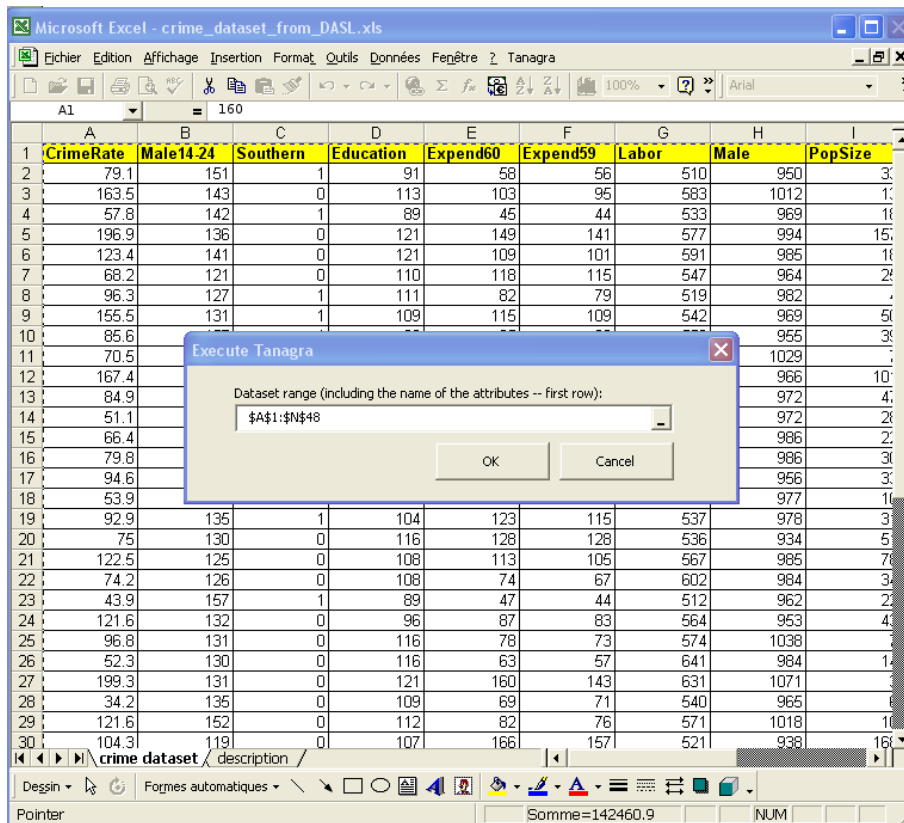 Microsoft Excel - crime_dataset_from_DASL.xls
Fichier Edition Affichage Insertion Format Outils Données Fenêtre ? Tanagra
100% Arial
A1 = 160
A B C D E F G H I
1 CrimeRate Male14-24 Southern Education Expend60 Expend59 Labor Male PopSize
2 79.1 151 1 91 58 56 510 950
3 163.5 143 0 113 103 95 583 1012
4 57.8 142 1 89 45 44 533 969
5 196.9 136 0 121 149 141 577 994
6 123.4 141 0 121 109 101 591 985
7 68.2 121 0 110 118 115 547 964
8 96.3 127 1 111 82 79 519 982
9 155.5 131 1 109 115 109 542 969
10 85.6 955
11 70.5 1029
12 167.4 966
13 84.9 972
14 51.1 972
15 66.4 986
16 79.8 986
17 94.6 956
18 53.9 977
Execute Tanagra
Dataset range (including the name of the attributes -- first row):
$A$1:$N$48
OK Cancel
19 92.9 135 1 104 123 115 537 978
20 75 130 0 116 128 128 536 934
21 122.5 125 0 108 113 105 567 985
22 74.2 126 0 108 74 67 602 984
23 43.9 157 1 89 47 44 512 962
24 121.6 132 0 96 87 83 564 953
25 96.8 131 0 116 78 73 574 1038
26 52.3 130 0 116 63 57 641 984
27 199.3 131 0 121 160 143 631 1071
28 34.2 135 0 109 69 71 540 965
29 121.6 152 0 112 82 76 571 1018
30 104.3 119 0 107 166 157 521 938
crime dataset description
Dessin Formes automatiques
Pointer Somme=142460.9 NUM